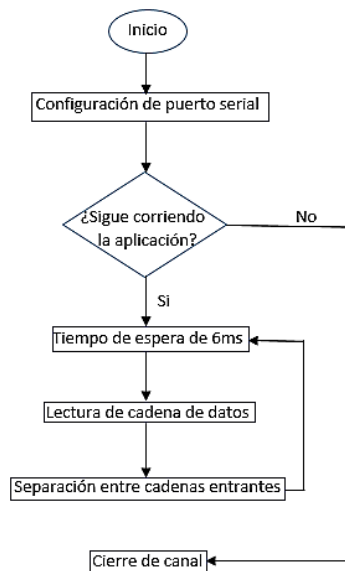 Inicio
Configuración de puerto serial
¿Sigue corriendo
la aplicación?
No
Si
Tiempo de espera de 6ms
Lectura de cadena de datos
Separación entre cadenas entrantes
Cierre de canal